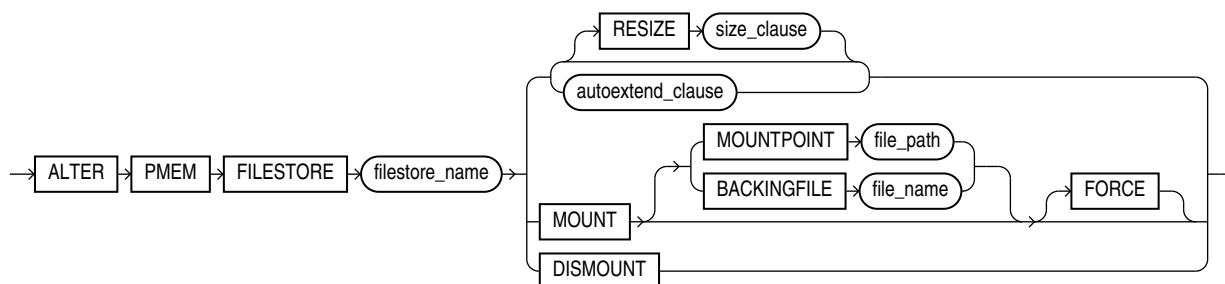 RESIZE size_clause
autoextend_clause
MOUNTPOINT file_path
ALTER PMEM FILESTORE filestore_name
BACKINGFILE file_name FORCE
MOUNT
DISMOUNT